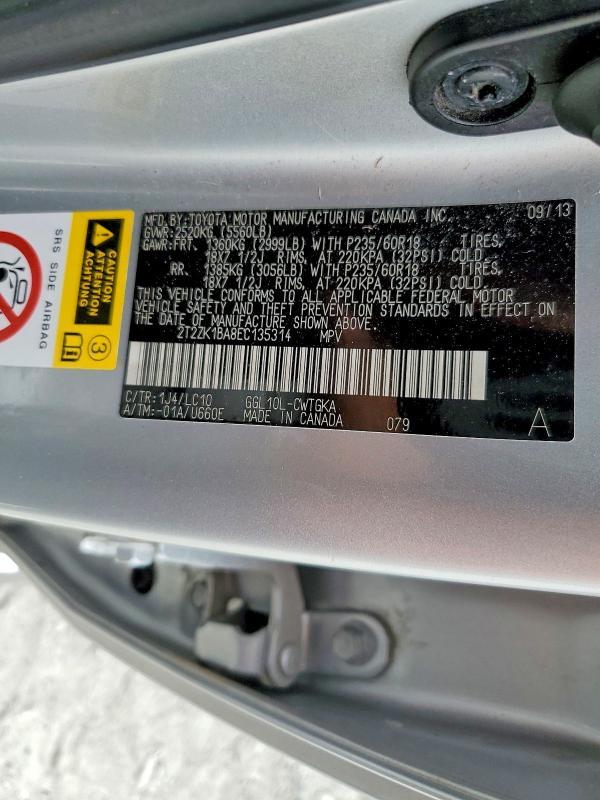 MFD. BY: TOYOTA MOTOR MANUFACTURING CANADA INC. 09/13
GVWR: 2520KG (5560LB)
GAWR: FRT. 1360KG (2999LB) WITH P235/60R18 TIRES,
18X7 1/2J RIMS, AT 220KPA (32PSI) COLD
RR. 1385KG (3056LB) WITH P235/60R18 TIRES,
18X7 1/2J RIMS, AT 220KPA (32PSI) COLD
THIS VEHICLE CONFORMS TO ALL APPLICABLE FEDERAL MOTOR
VEHICLE SAFETY AND THEFT PREVENTION STANDARDS IN EFFECT ON
THE DATE OF MANUFACTURE SHOWN ABOVE.
2T2ZK1BA8EC135314 MPV
C/TR: 1J4/LC10 GGL10L-CWTGKA
A/TM: -01A/U660E MADE IN CANADA 079 A
CAUTION
ATTENTION
ACHTUNG
SRS SIDE AIRBAG
3